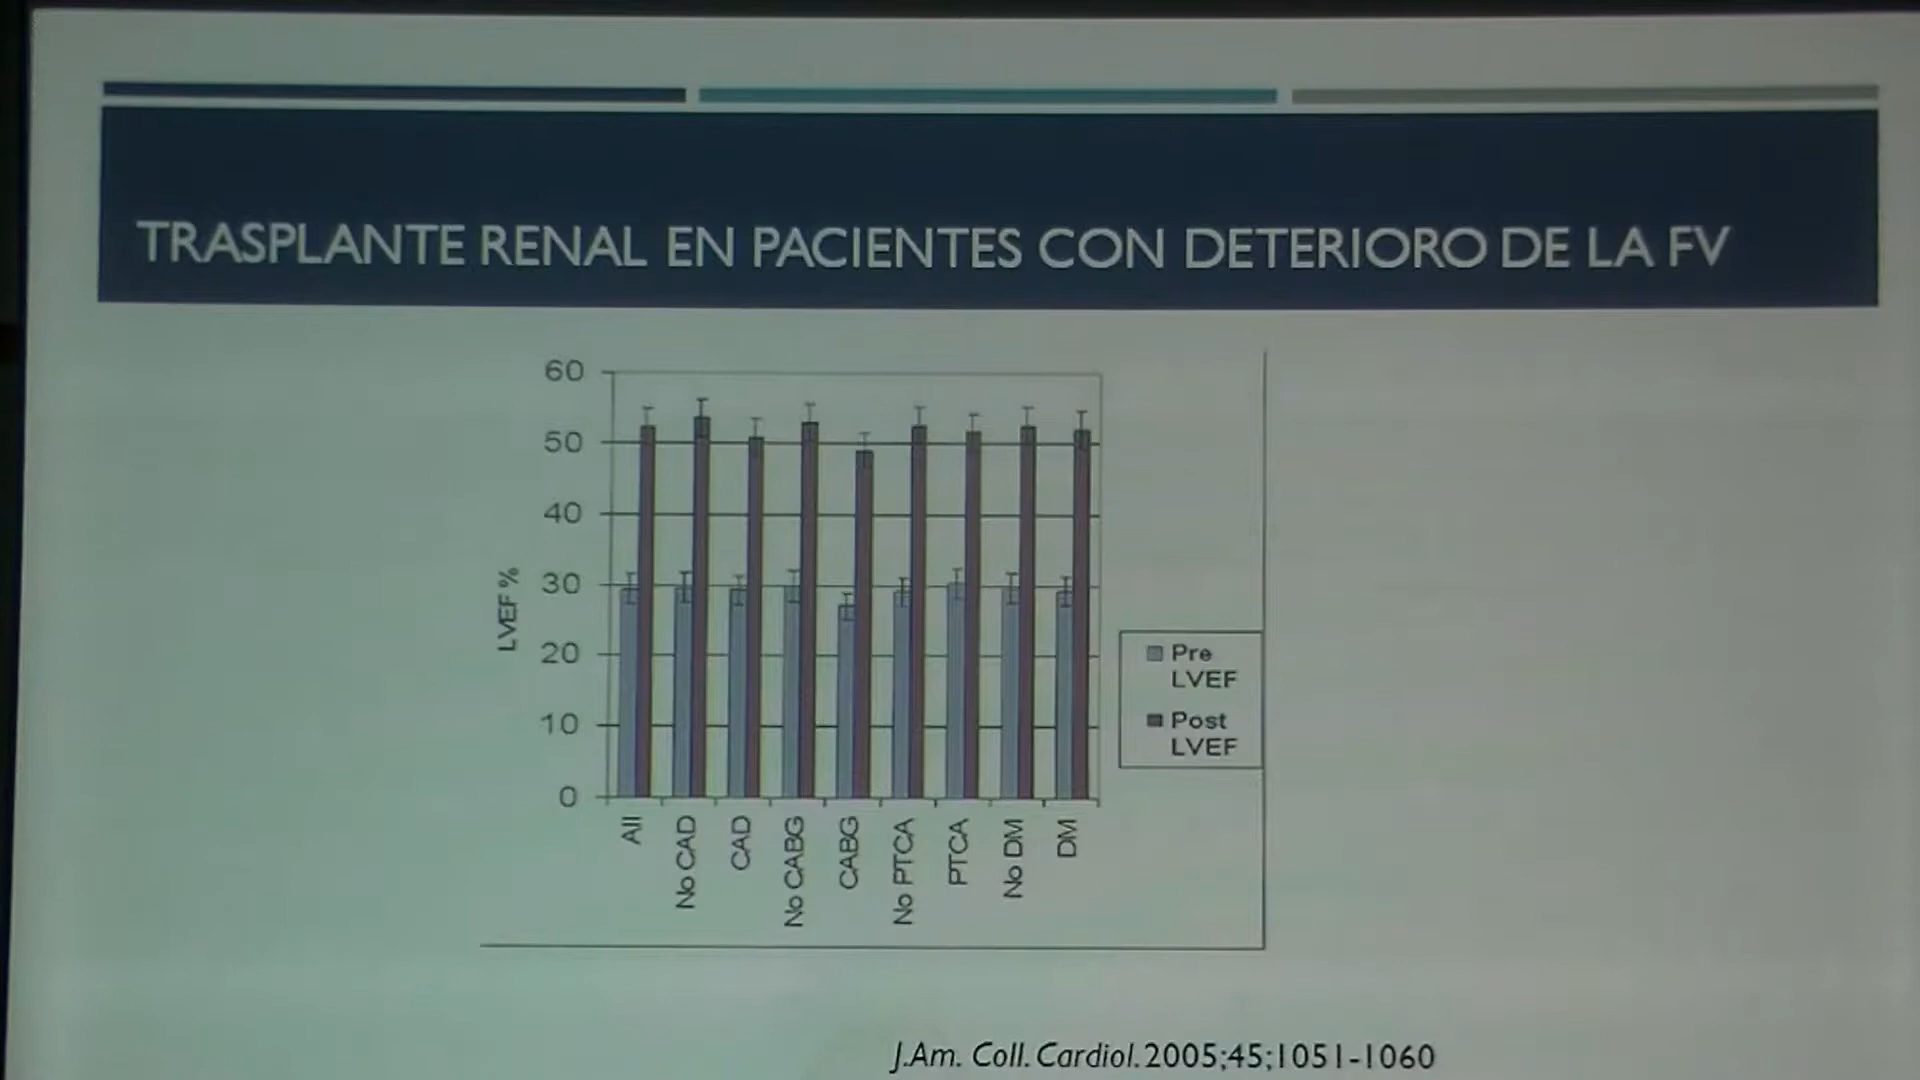 TRASPLANTE RENAL EN PACIENTES CON DETERIORO DE LA FV
60
50
40
30
20
10
0
LVEF %
All
No CAD
CAD
No CABG
CABG
No PTCA
PTCA
No DM
DM
Pre
LVEF
Post
LVEF
J.Am. Coll. Cardiol. 2005;45;1051-1060